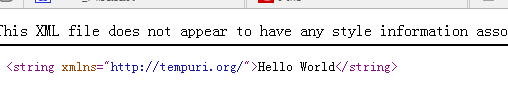 This XML file does not appear to have any style information asso
<string xmlns="http://tempuri.org/">Hello World</string>